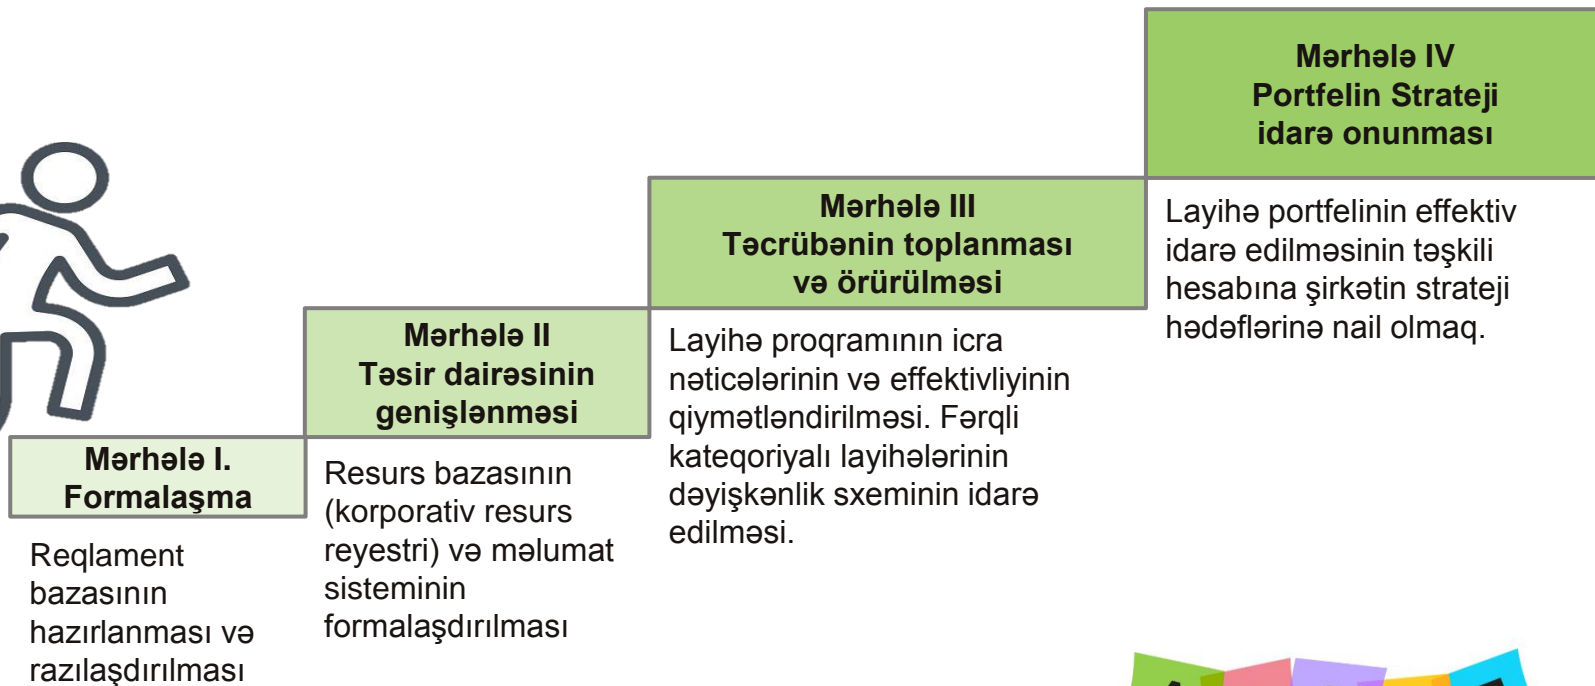 Mərhələ I.
Formalaşma
Reqlament
bazasının
hazırlanması və
razılaşdırılması
Mərhələ II
Təsir dairəsinin
genişlənməsi
Resurs bazasının
(korporativ resurs
reyestri) və məlumat
sisteminin
formalaşdırılması
Mərhələ III
Təcrübənin toplanması
və örürülməsi
Layihə proqramının icra
nəticələrinin və effektivliyinin
qiymətləndirilməsi. Fərqli
kateqoriyalı layihələrinin
dəyişkənlik sxeminin idarə
edilməsi.
Mərhələ IV
Portfelin Strateji
idarə onunması
Layihə portfelinin effektiv
idarə edilməsinin təşkili
hesabına şirkətin strateji
hədəflərinə nail olmaq.